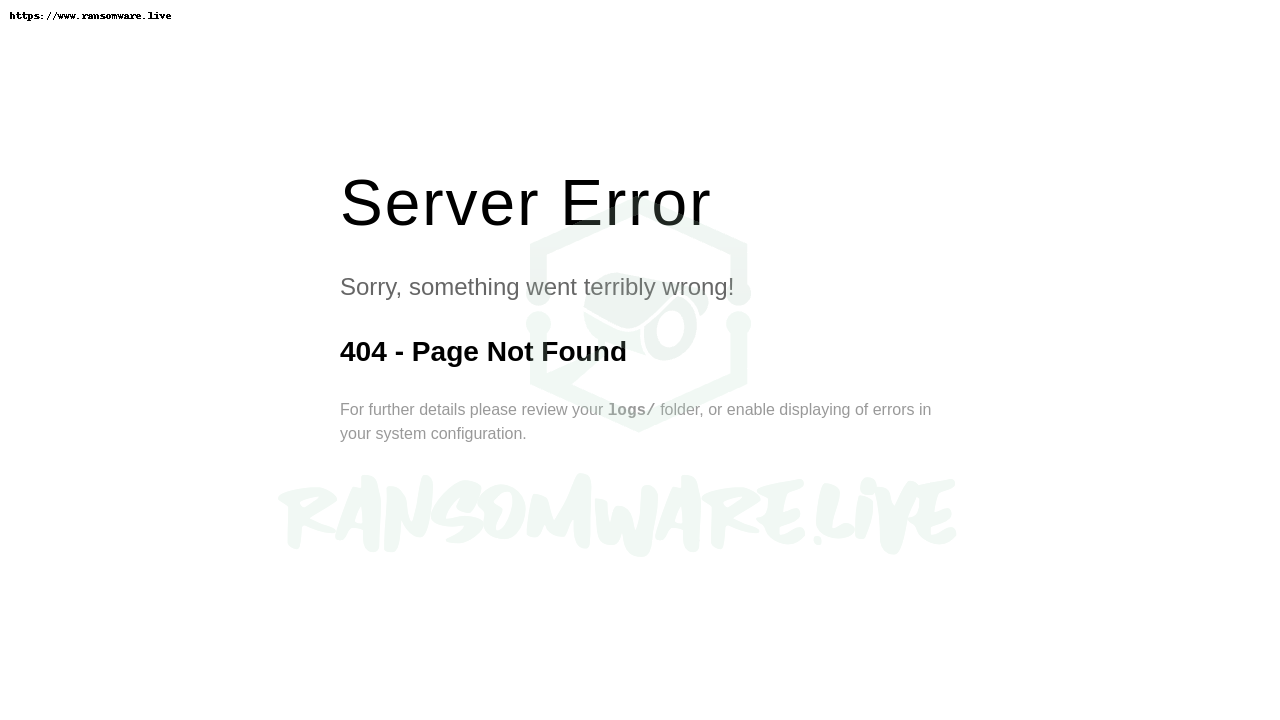 https://www.ransomware.live
Server Error
Sorry, something went terribly wrong!
404 - Page Not Found
For further details please review your logs/ folder, or enable displaying of errors in
your system configuration.
RANSOMWARE.LiVE